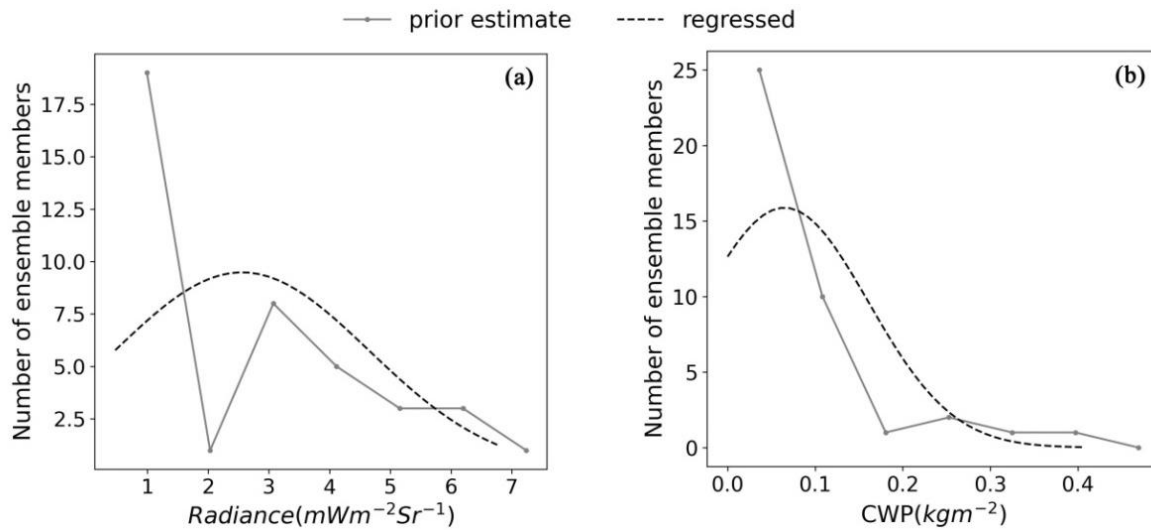 prior estimate regressed
(a)
Number of ensemble members
17.5
15.0
12.5
10.0
7.5
5.0
2.5
1 2 3 4 5 6 7
Radiance(mWm⁻²Sr⁻¹)
(b)
Number of ensemble members
25
20
15
10
5
0
0.0 0.1 0.2 0.3 0.4
CWP(kgm⁻²)